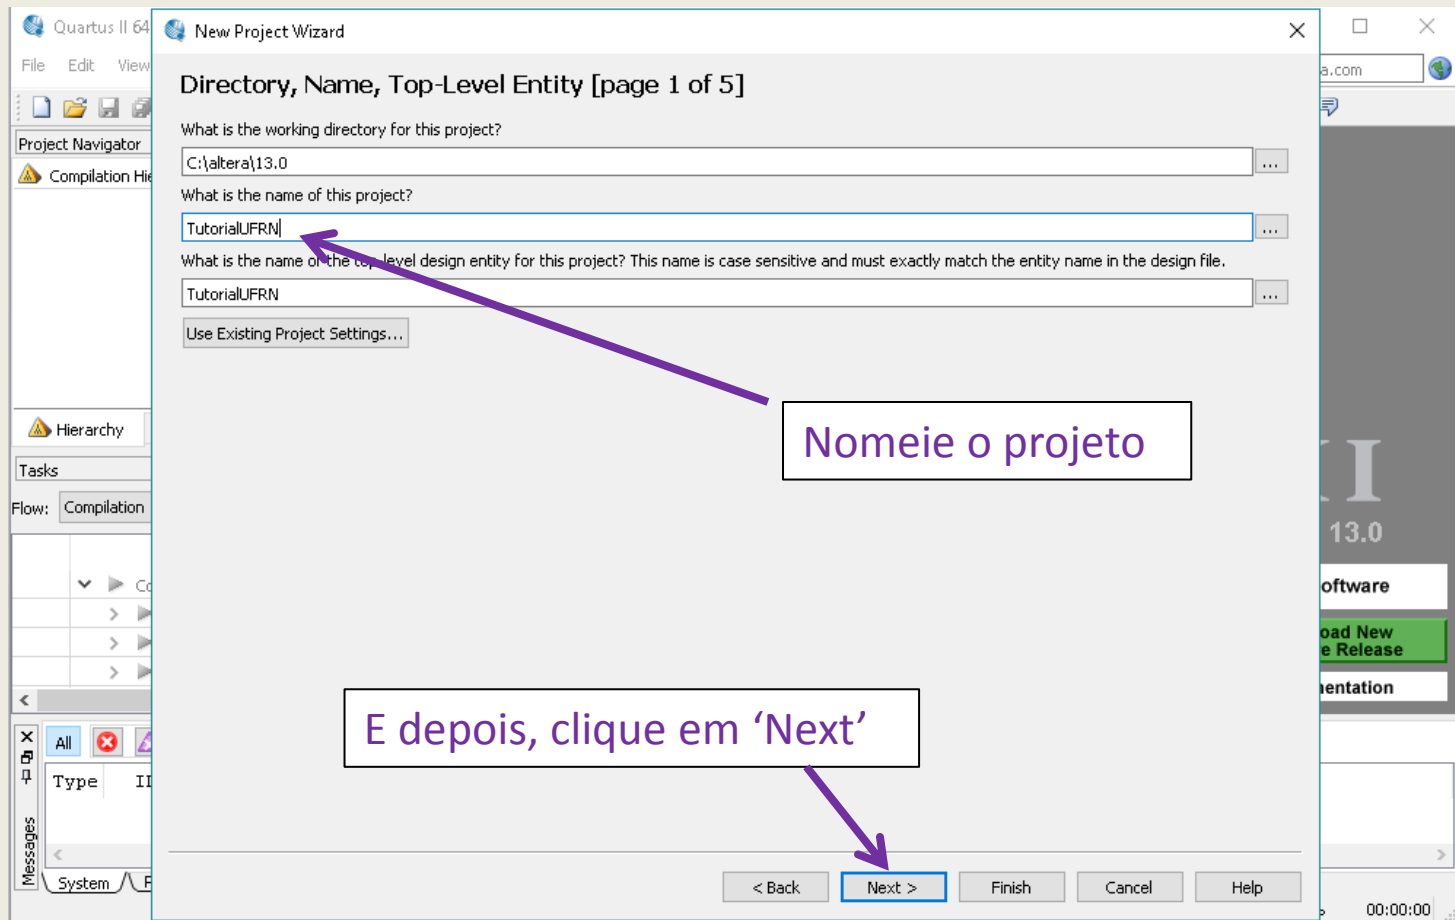 Quartus II 64
New Project Wizard
File Edit View
a.com
Directory, Name, Top-Level Entity [page 1 of 5]
What is the working directory for this project?
Project Navigator
C:\altera\13.0
...
Compilation Hie
What is the name of this project?
TutorialUFRN
...
What is the name of the top-level design entity for this project? This name is case sensitive and must exactly match the entity name in the design file.
TutorialUFRN
...
Use Existing Project Settings...
Nomeie o projeto
Hierarchy
Tasks
Flow: Compilation
II
13.0
Co
oftware
oad New
e Release
entation
E depois, clique em ‘Next’
All
Type II
Messages
System
< Back
Next >
Finish
Cancel
Help
00:00:00